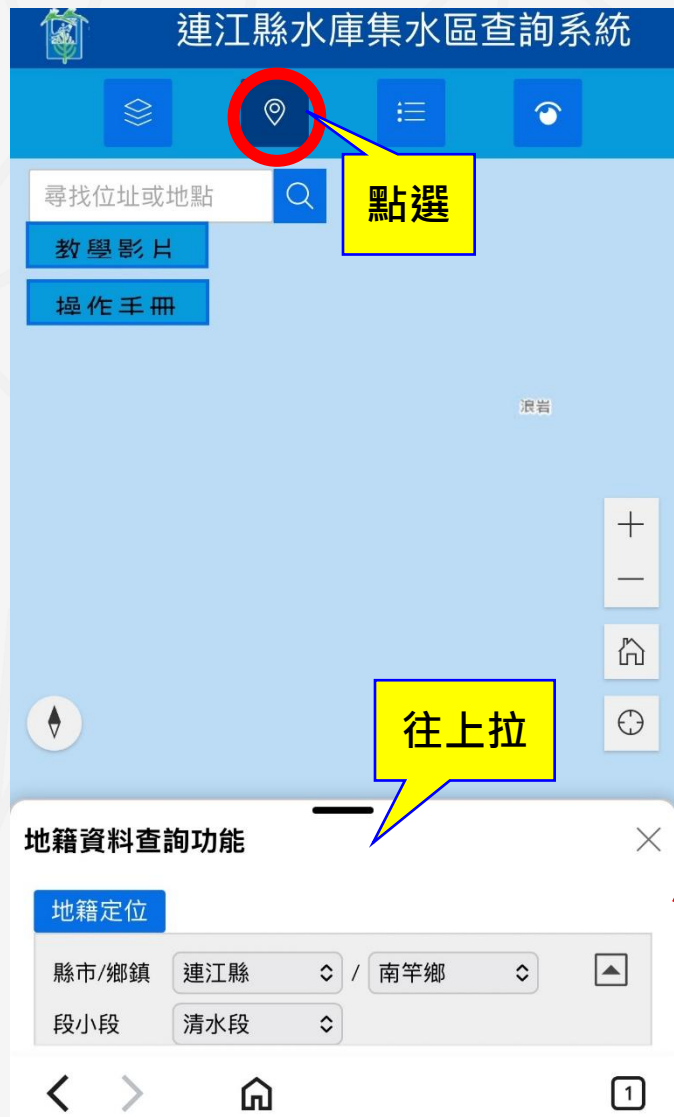 連江縣水庫集水區查詢系統
點選
尋找位址或地點
教學影片
操作手冊
浪岩
往上拉
地籍資料查詢功能
地籍定位
縣市/鄉鎮 連江縣 / 南竿鄉
段小段 清水段
1